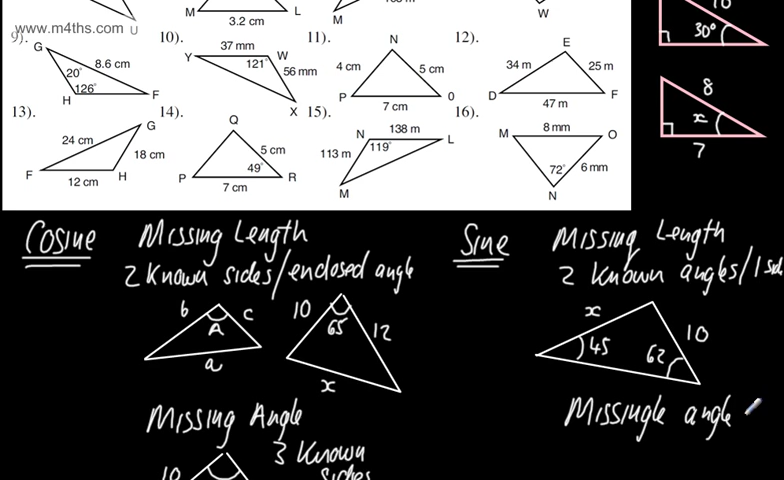 M
3.2 cm
L
M
W
10
30°
www.m4ths.com
U
9).
G
8.6 cm
20°
126°
H
F
10).
37 mm
Y
W
121°
56 mm
X
11).
N
4 cm
5 cm
P
O
7 cm
12).
E
34 m
25 m
D
F
47 m
8
x
7
13).
G
24 cm
18 cm
F
H
12 cm
14).
Q
5 cm
49°
P
R
7 cm
15).
138 m
N
L
119°
113 m
M
16).
8 mm
M
O
72°
6 mm
N
Cosine
Missing Length
2 Known sides/enclosed angle
b
c
A
a
10
65
12
x
Missing Angle
3 Known
sides
10
Sine
Missing Length
2 Known angles/1 sid
x
10
45
62
Missingle angle